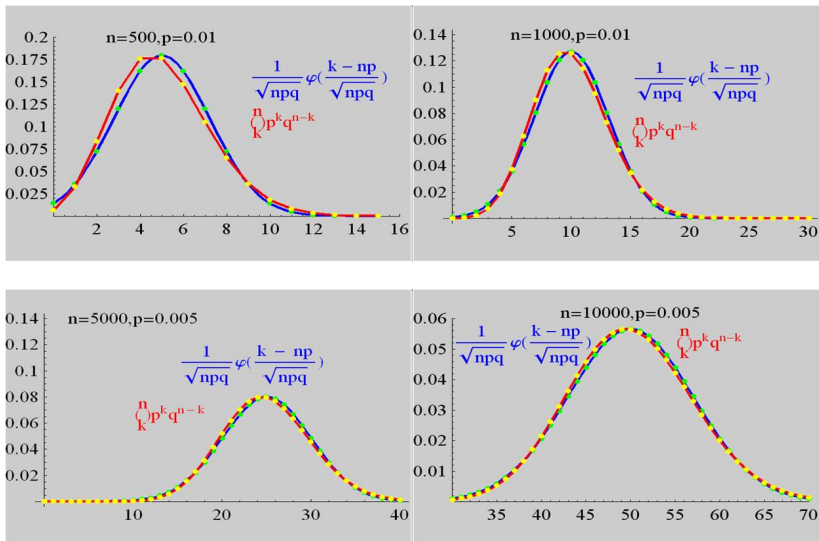 n=500,p=0.01
0.2
0.175
0.15
0.125
0.1
0.075
0.05
0.025
2 4 6 8 10 12 14 16
1/√npq φ(k − np/√npq)
(n k)p^k q^n−k
n=1000,p=0.01
0.14
0.12
0.1
0.08
0.06
0.04
0.02
5 10 15 20 25 30
1/√npq φ(k − np/√npq)
(n k)p^k q^n−k
n=5000,p=0.005
0.14
0.12
0.1
0.08
0.06
0.04
0.02
10 20 30 40
1/√npq φ(k − np/√npq)
(n k)p^k q^n−k
n=10000,p=0.005
0.06
0.05
0.04
0.03
0.02
0.01
35 40 45 50 55 60 65 70
1/√npq φ(k − np/√npq)
(n k)p^k q^n−k